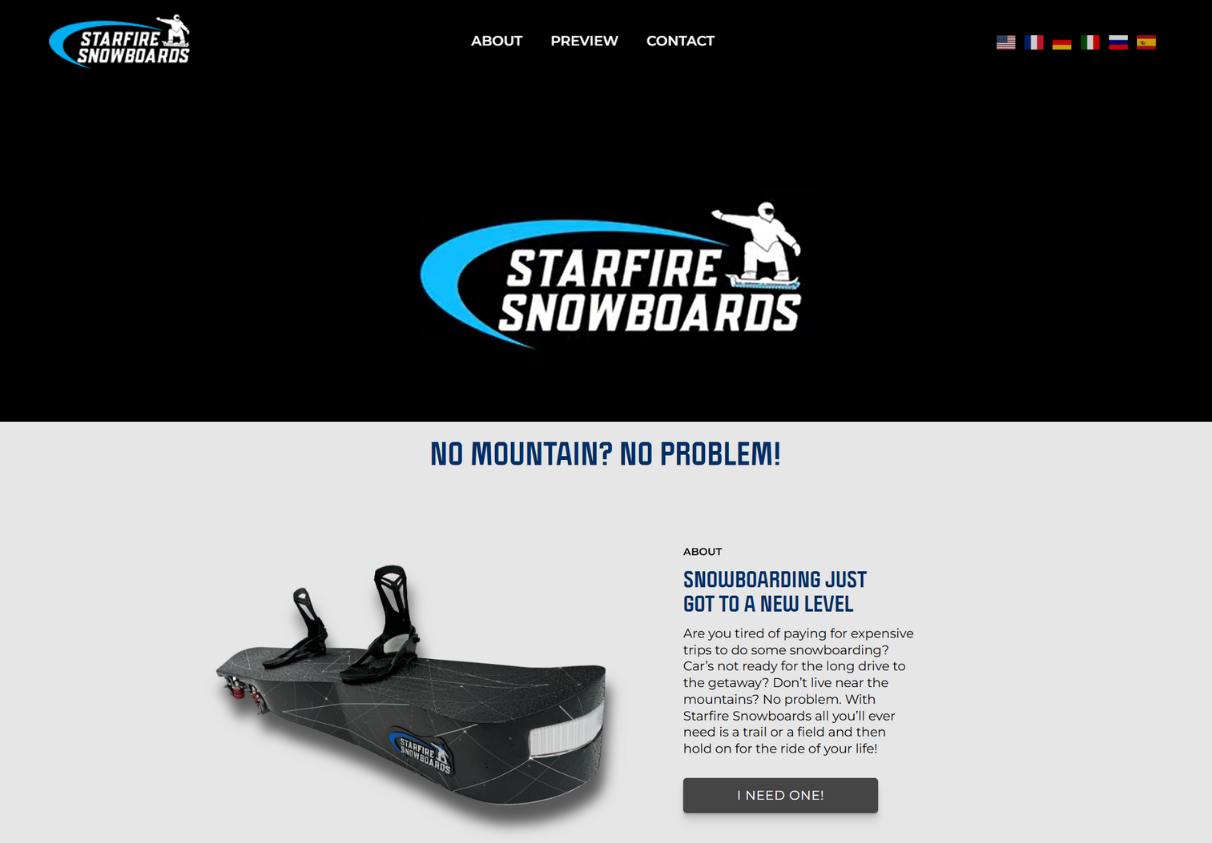 STARFIRE
SNOWBOARDS
ABOUT PREVIEW CONTACT
STARFIRE
SNOWBOARDS
NO MOUNTAIN? NO PROBLEM!
ABOUT
SNOWBOARDING JUST
GOT TO A NEW LEVEL
Are you tired of paying for expensive
trips to do some snowboarding?
Car's not ready for the long drive to
the getaway? Don't live near the
mountains? No problem. With
Starfire Snowboards all you'll ever
need is a trail or a field and then
hold on for the ride of your life!
STARFIRE
SNOWBOARDS
I NEED ONE!